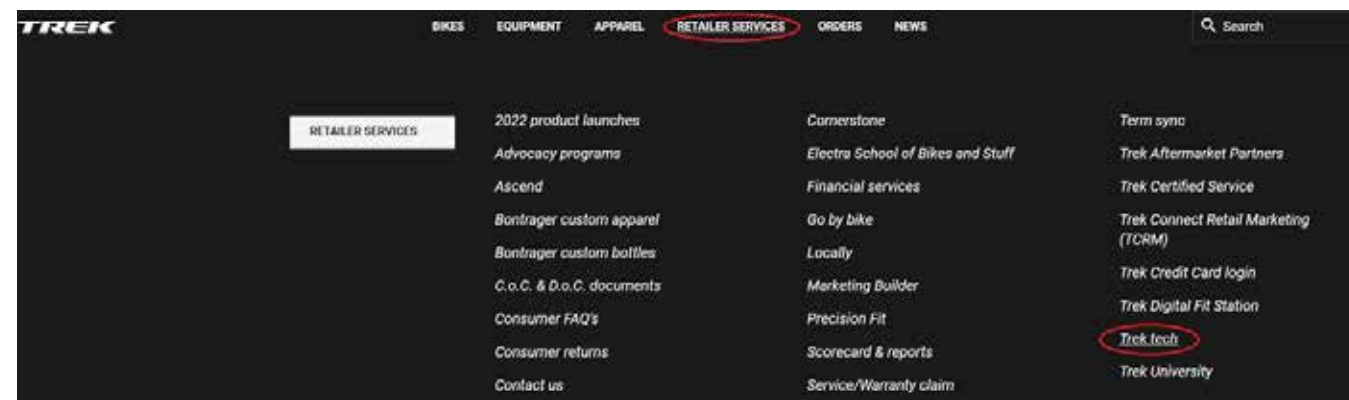 TREK
BIKES EQUIPMENT APPAREL RETAILER SERVICES ORDERS NEWS
Search
RETAILER SERVICES
2022 product launches
Advocacy programs
Ascend
Bontrager custom apparel
Bontrager custom bottles
C.o.C. & D.o.C. documents
Consumer FAQ's
Consumer returns
Contact us
Cornerstone
Electra School of Bikes and Stuff
Financial services
Go by bike
Locally
Marketing Builder
Precision Fit
Scorecard & reports
Service/Warranty claim
Term sync
Trek Aftermarket Partners
Trek Certified Service
Trek Connect Retail Marketing
(TCRM)
Trek Credit Card login
Trek Digital Fit Station
Trek tech
Trek University